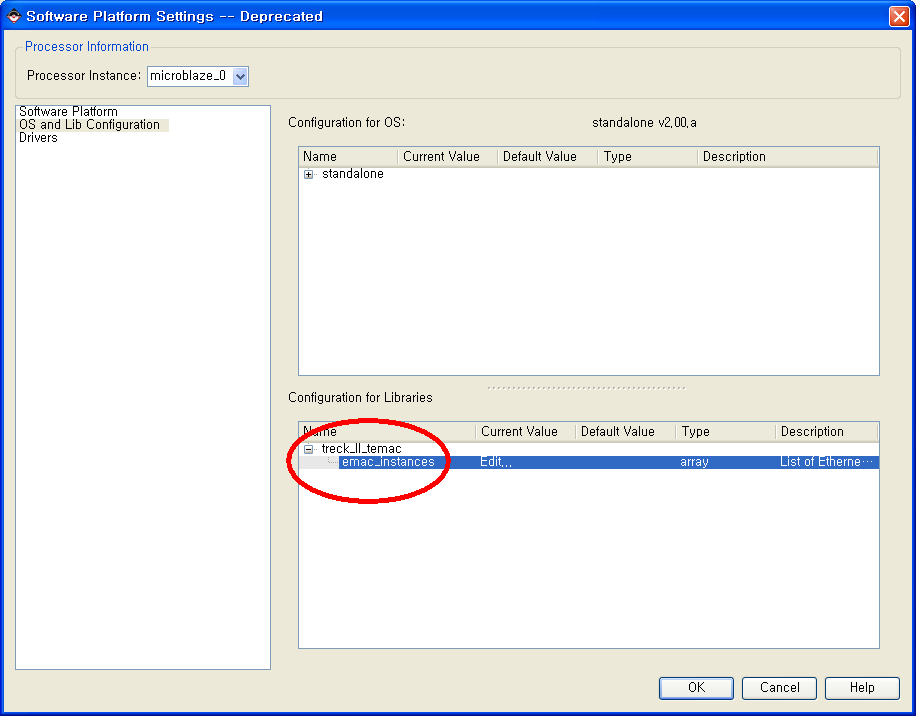 Software Platform Settings -- Deprecated
Processor Information
Processor Instance: microblaze_0
Software Platform
OS and Lib Configuration
Drivers
Configuration for OS: standalone v2,00,a
Name Current Value Default Value Type Description
standalone
Configuration for Libraries
Name Current Value Default Value Type Description
treck_ll_temac
emac_instances Edit,,, array List of Etherne···
OK Cancel Help